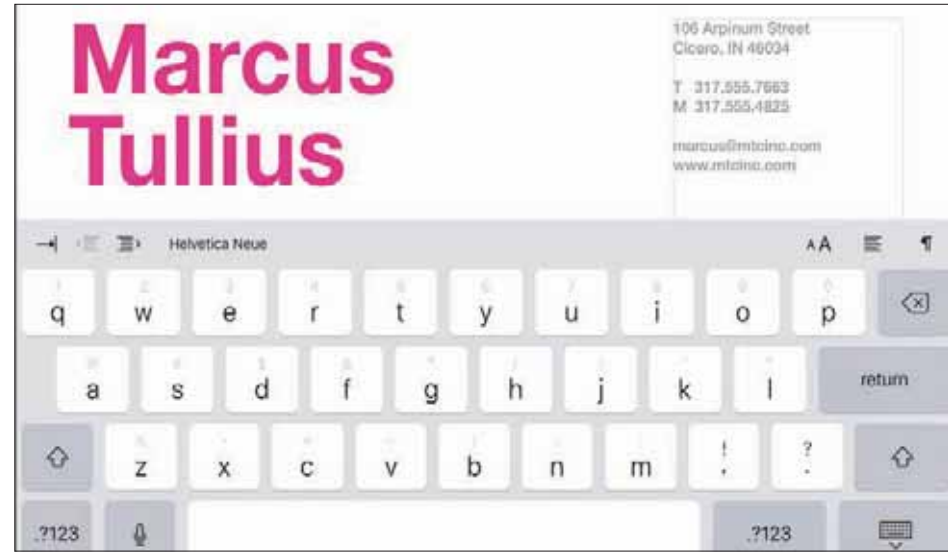 Marcus
Tullius
106 Arpinum Street
Cicero, IN 46034
T 317.555.7663
M 317.555.4825
marcus@mtcinc.com
www.mtcinc.com
Helvetica Neue
AA
¶
q w e r t y u i o p
a s d f g h j k l
return
z x c v b n m ! , ? .
.?123
.?123